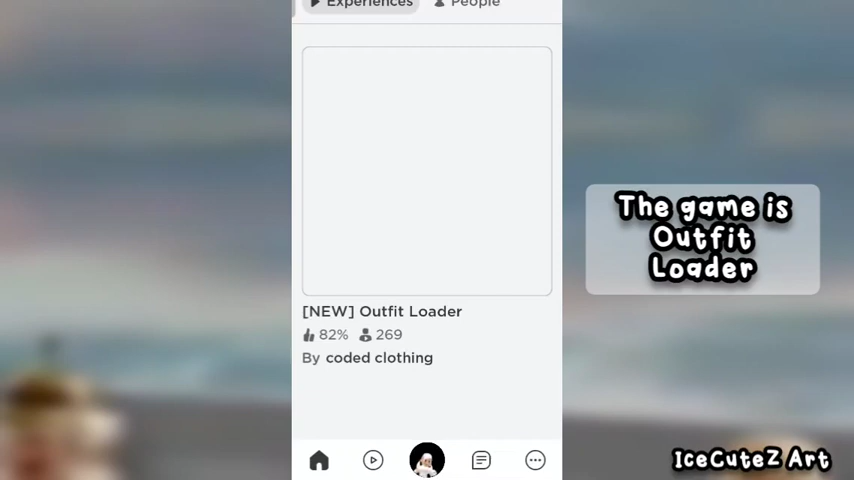 Experiences People
[NEW] Outfit Loader
82% 269
By coded clothing
The game is
Outfit
Loader
IceCuteZ Art